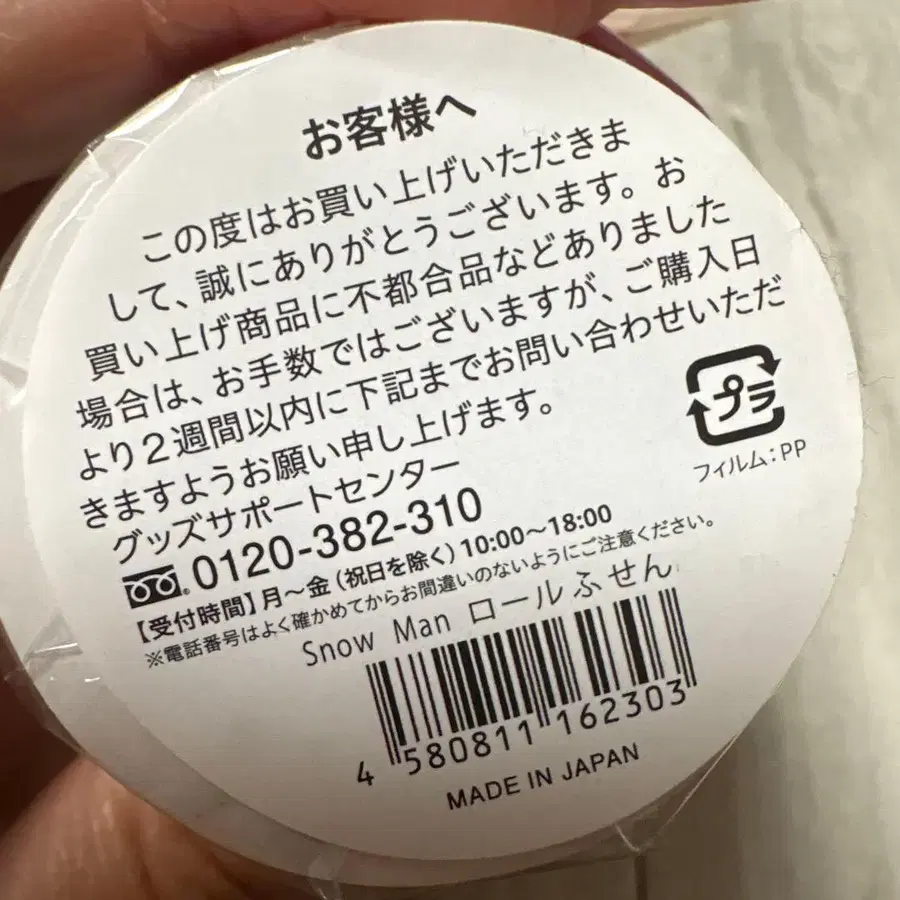 お客様へ
この度はお買い上げいただきま
して、誠にありがとうございます。お
買い上げ商品に不都合品などありました
場合は、お手数ではございますが、ご購入日
より2週間以内に下記までお問い合わせいただ
きますようお願い申し上げます。
プラ
フィルム:PP
グッズサポートセンター
0120-382-310
【受付時間】月〜金(祝日を除く)10:00〜18:00
※電話番号はよく確かめてからお間違いのないようにご注意ください。
Snow Man ロールふせん
4 580811 162303
MADE IN JAPAN